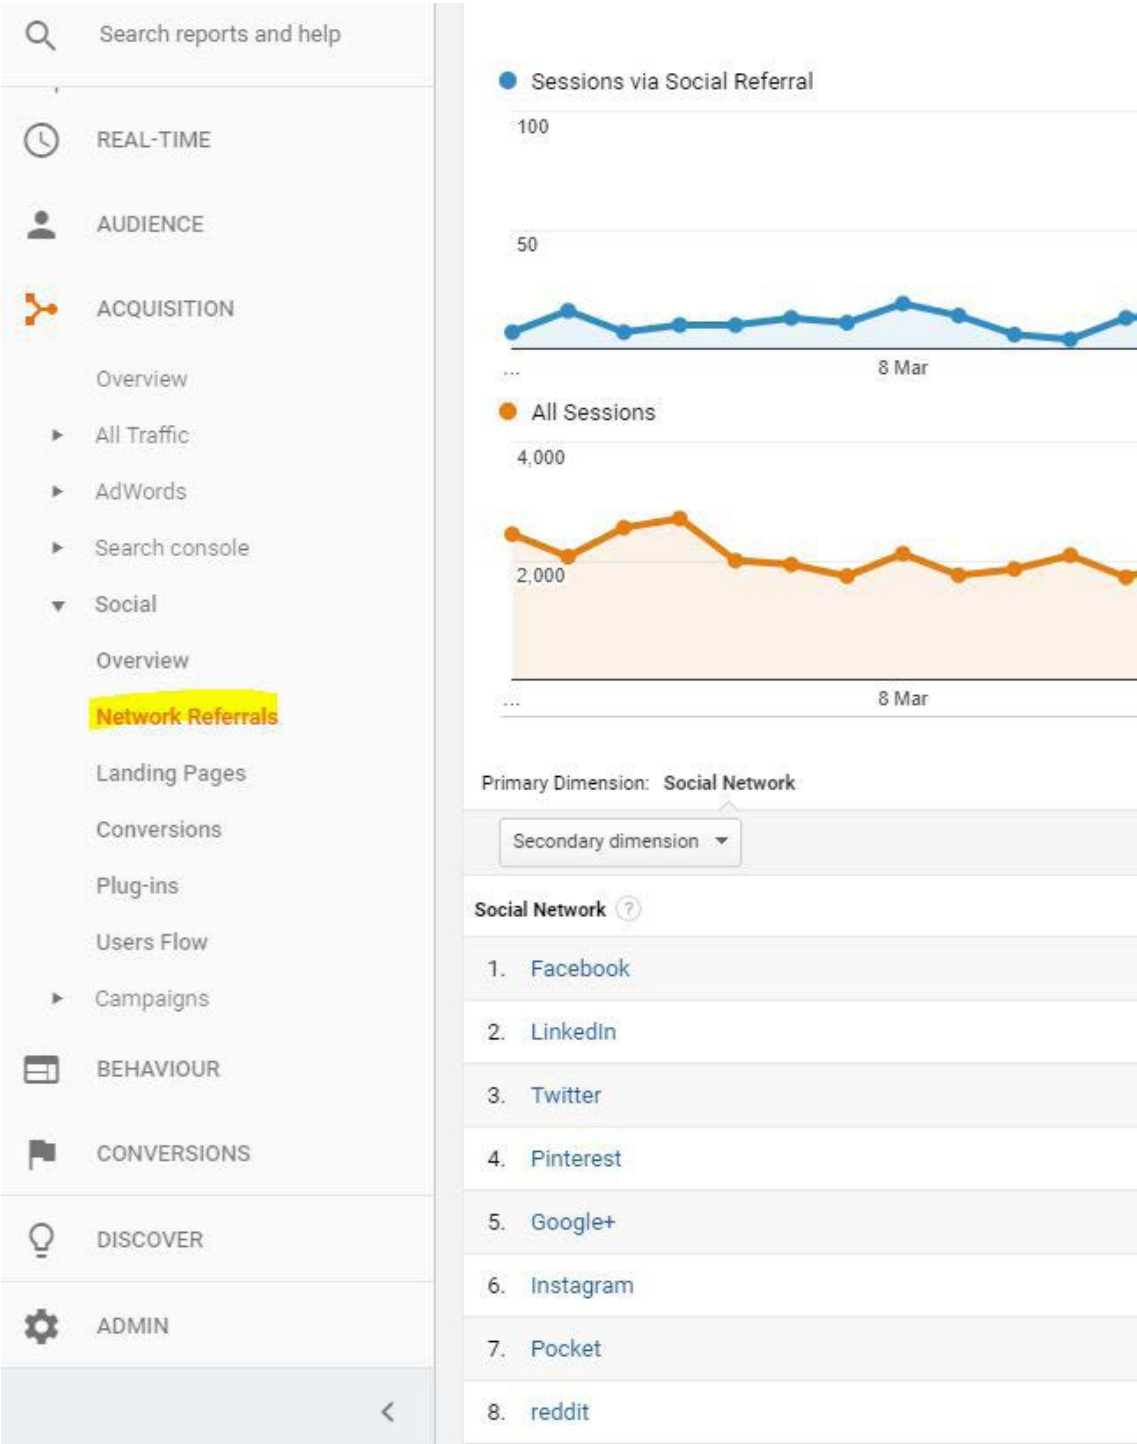 Search reports and help
REAL-TIME
AUDIENCE
ACQUISITION
Overview
All Traffic
AdWords
Search console
Social
Overview
Network Referrals
Landing Pages
Conversions
Plug-ins
Users Flow
Campaigns
BEHAVIOUR
CONVERSIONS
DISCOVER
ADMIN
Sessions via Social Referral
100
50
...
8 Mar
All Sessions
4,000
2,000
...
8 Mar
Primary Dimension: Social Network
Secondary dimension
Social Network ?
1. Facebook
2. LinkedIn
3. Twitter
4. Pinterest
5. Google+
6. Instagram
7. Pocket
8. reddit